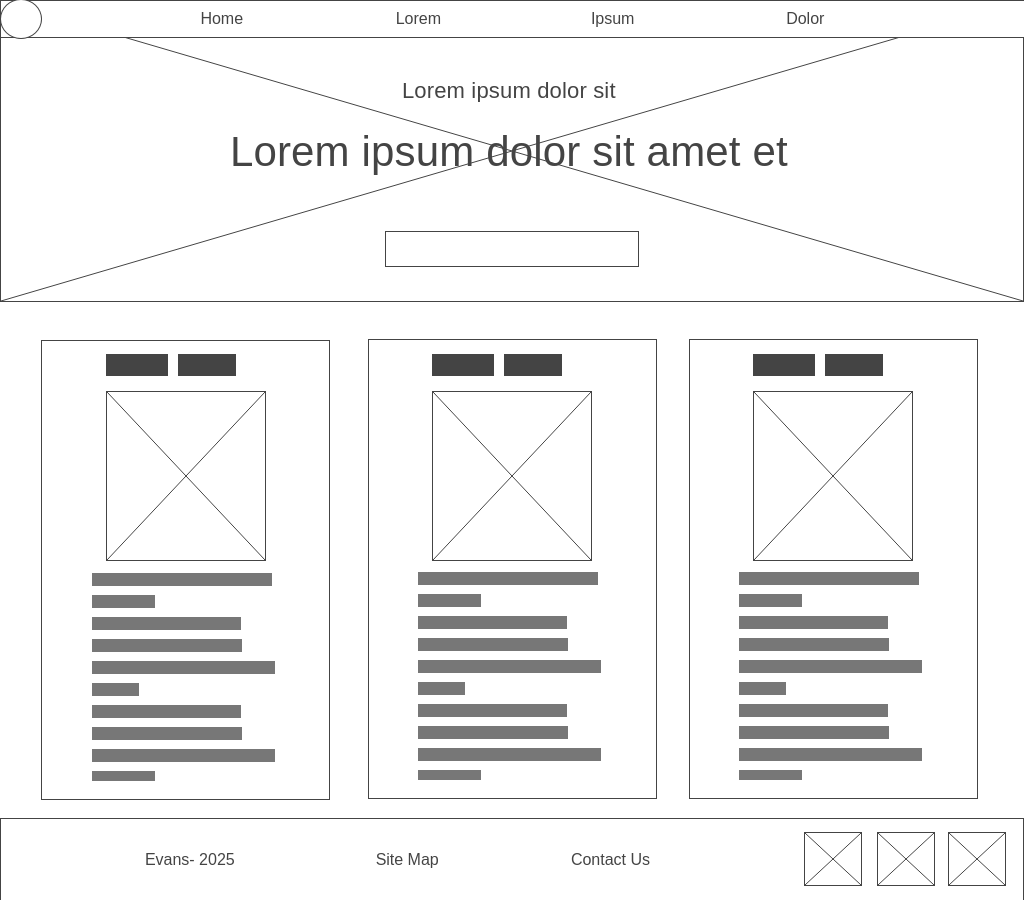 Home Lorem Ipsum Dolor
Lorem ipsum dolor sit
Lorem ipsum dolor sit amet et
Evans- 2025 Site Map Contact Us